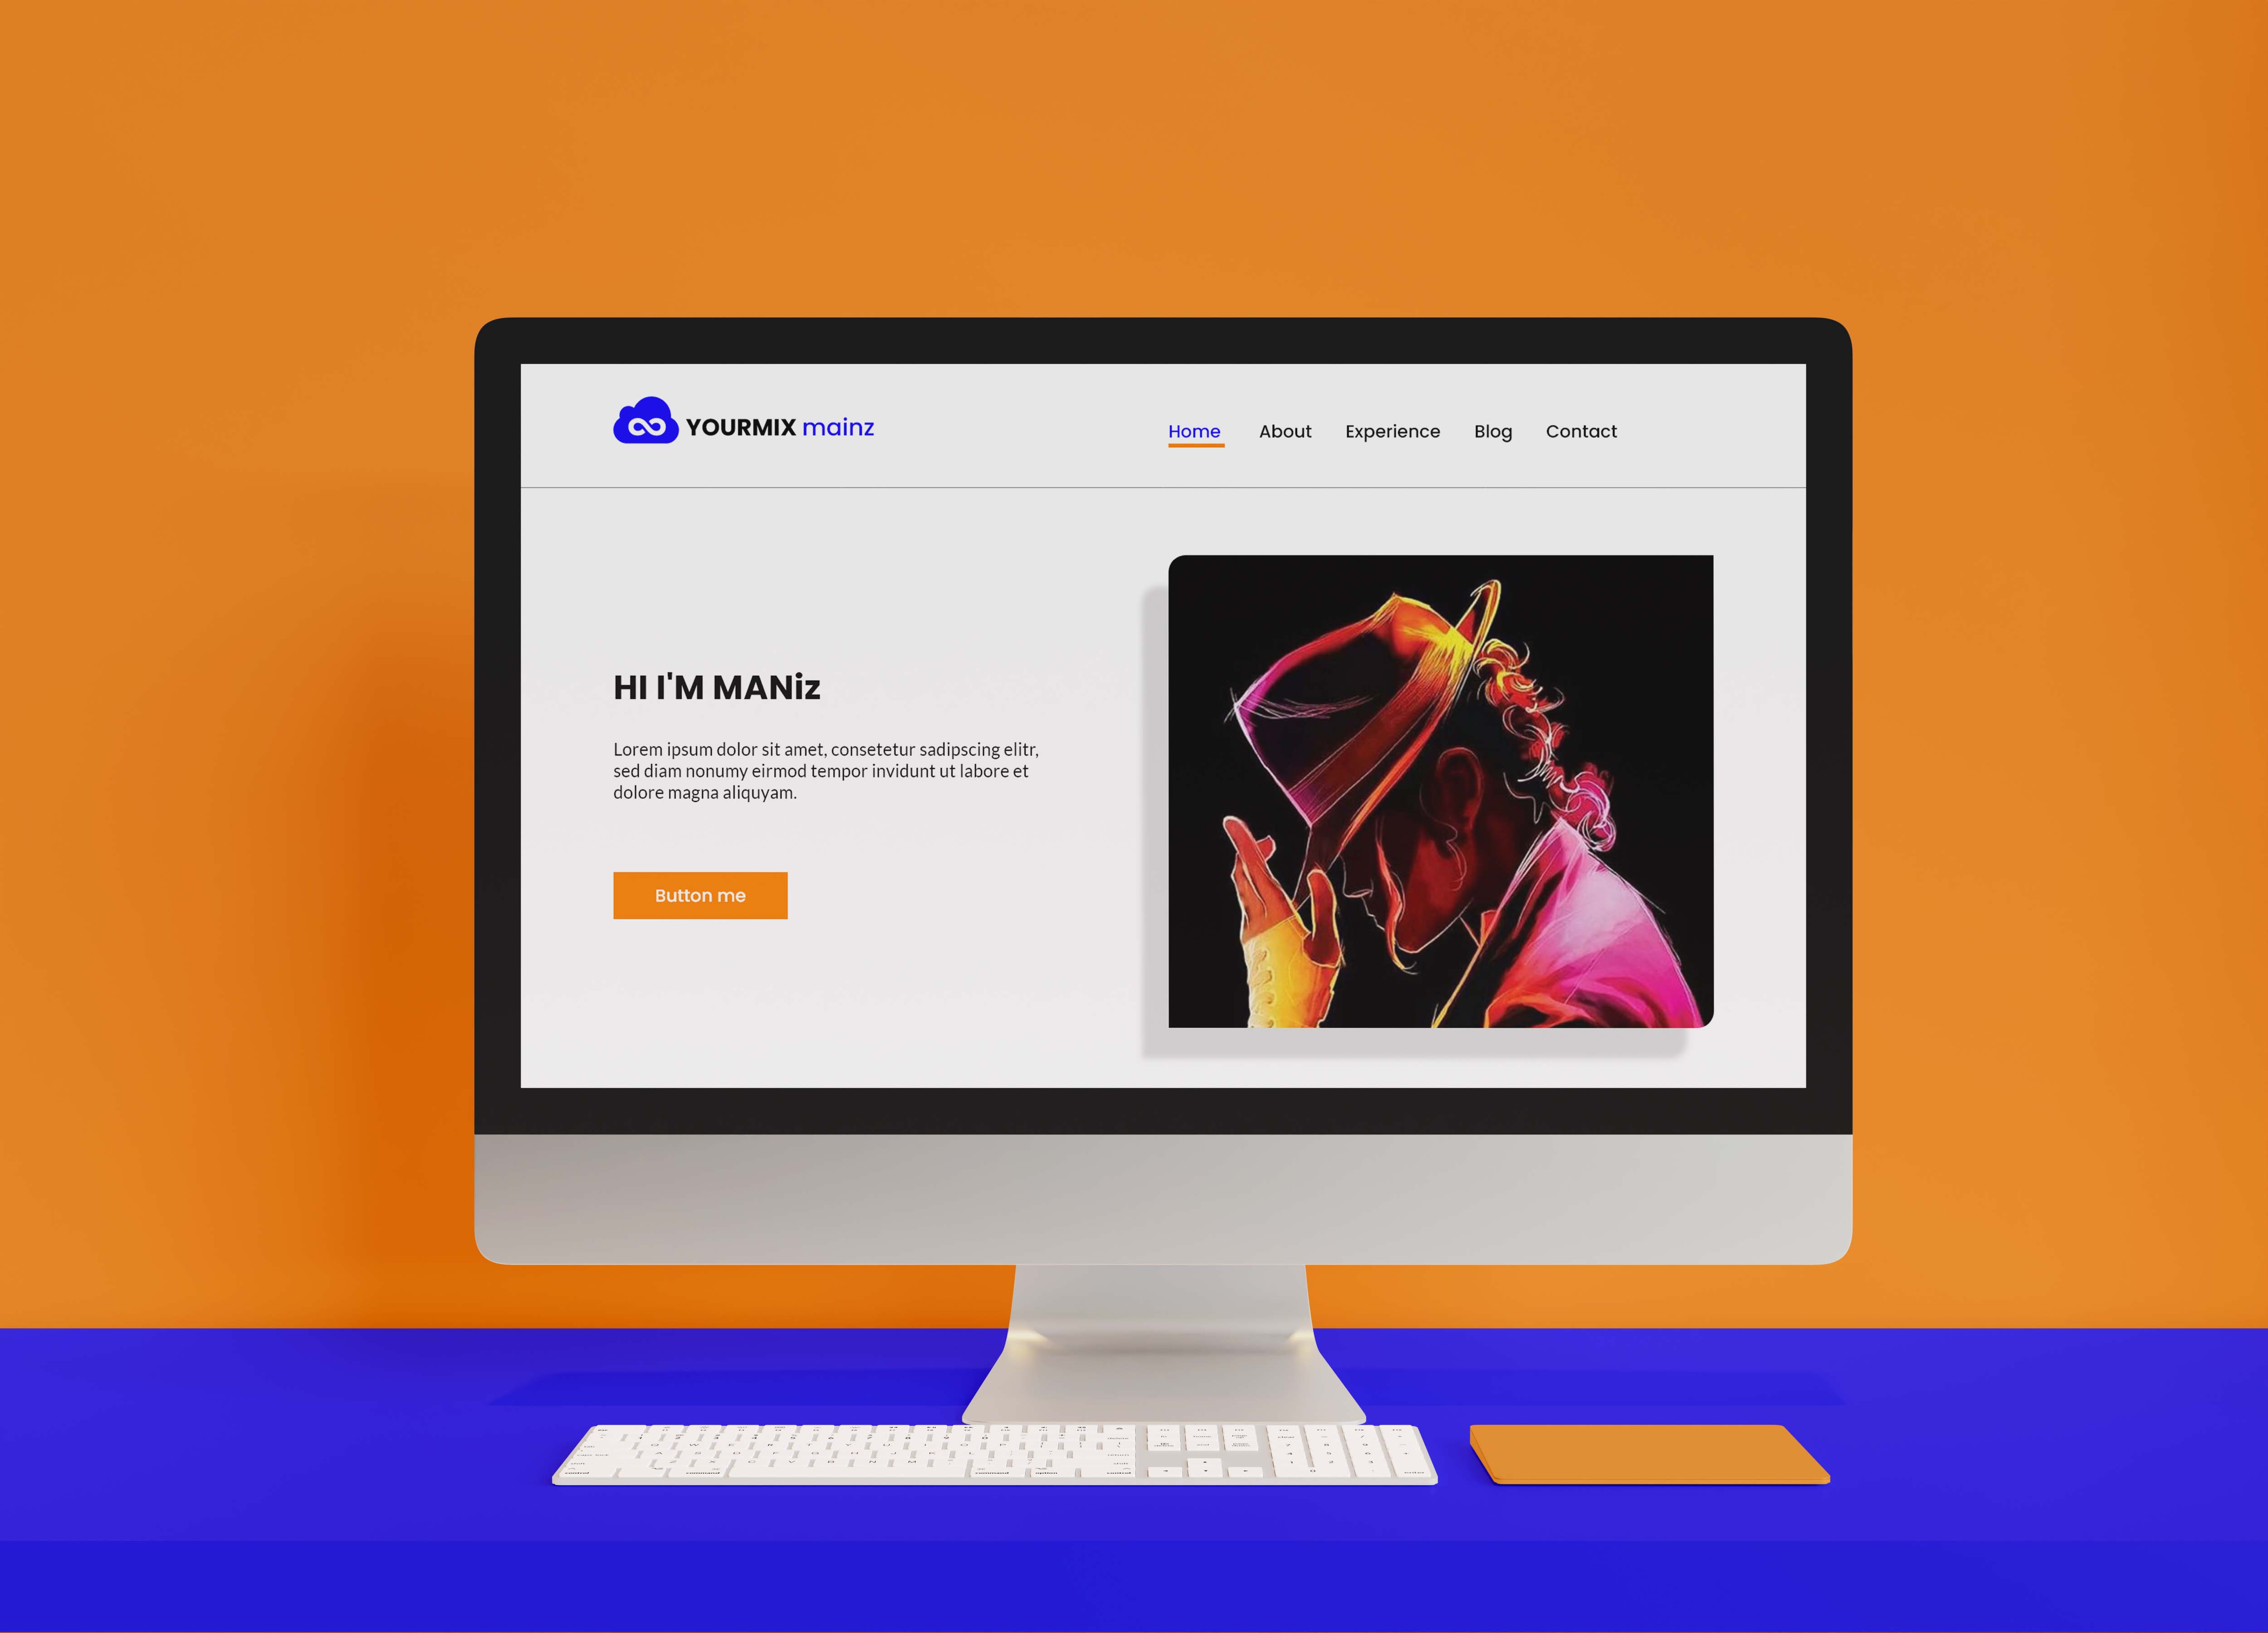 YOURMIX mainz
Home About Experience Blog Contact
HI I'M MANiz
Lorem ipsum dolor sit amet, consetetur sadipscing elitr,
sed diam nonumy eirmod tempor invidunt ut labore et
dolore magna aliquyam.
Button me